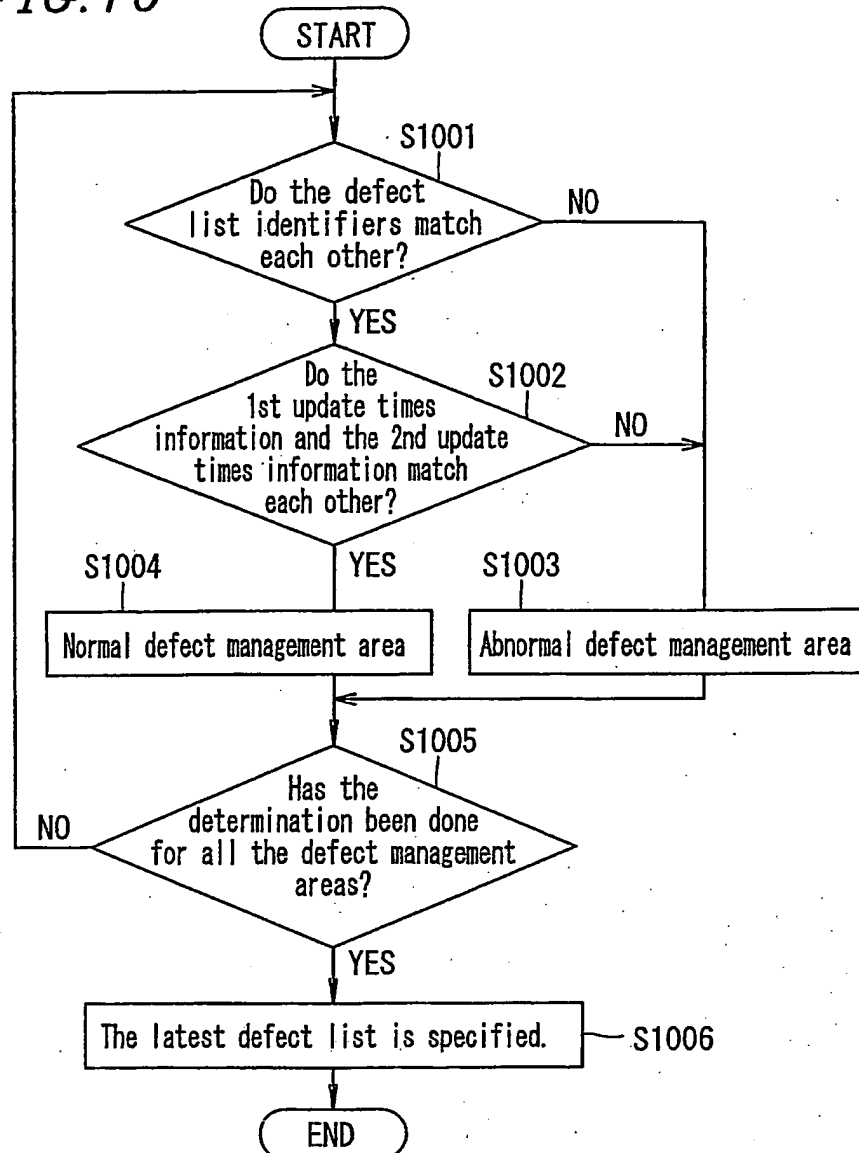 START
S1001
Do the defect
list identifiers match
each other?
NO
YES
Do the
1st update times
information and the 2nd update
times information match
each other?
S1002
NO
YES
S1004
S1003
Normal defect management area
Abnormal defect management area
S1005
Has the
determination been done
for all the defect management
areas?
NO
YES
The latest defect list is specified.
S1006
END